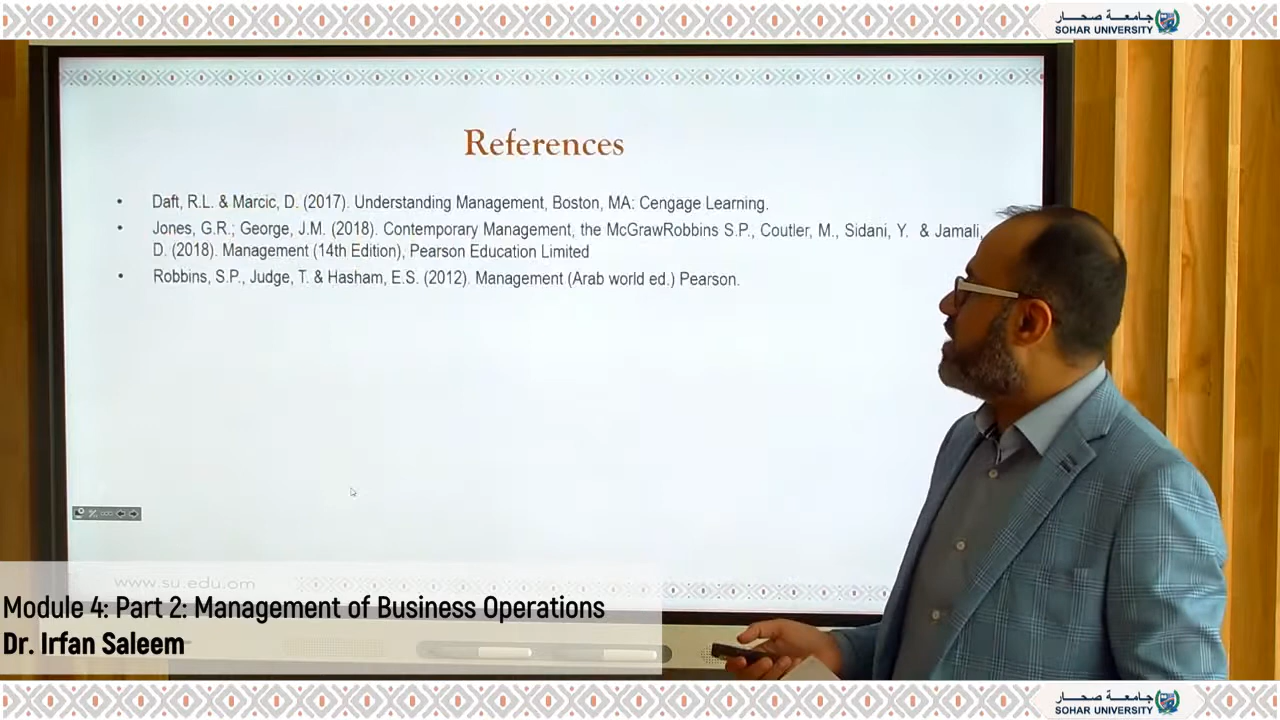 جامعة صحار
SOHAR UNIVERSITY
References
• Daft, R.L. & Marcic, D. (2017). Understanding Management, Boston, MA: Cengage Learning.
• Jones, G.R.; George, J.M. (2018). Contemporary Management, the McGrawRobbins S.P., Coutler, M., Sidani, Y. & Jamali,
D. (2018). Management (14th Edition), Pearson Education Limited
• Robbins, S.P., Judge, T. & Hasham, E.S. (2012). Management (Arab world ed.) Pearson.
www.su.edu.om
Module 4: Part 2: Management of Business Operations
Dr. Irfan Saleem
جامعة صحار
SOHAR UNIVERSITY